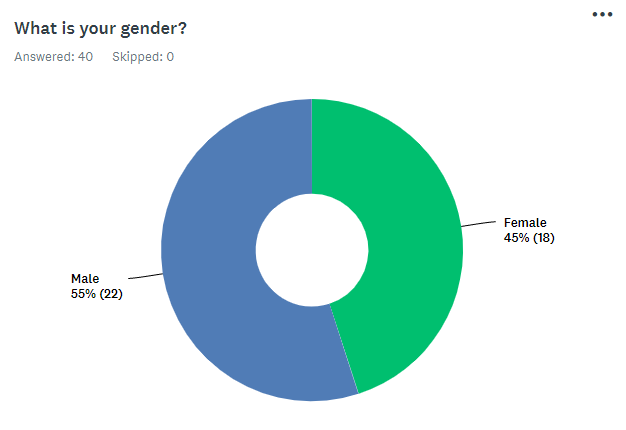 What is your gender?
Answered: 40 Skipped: 0
Female
45% (18)
Male
55% (22)